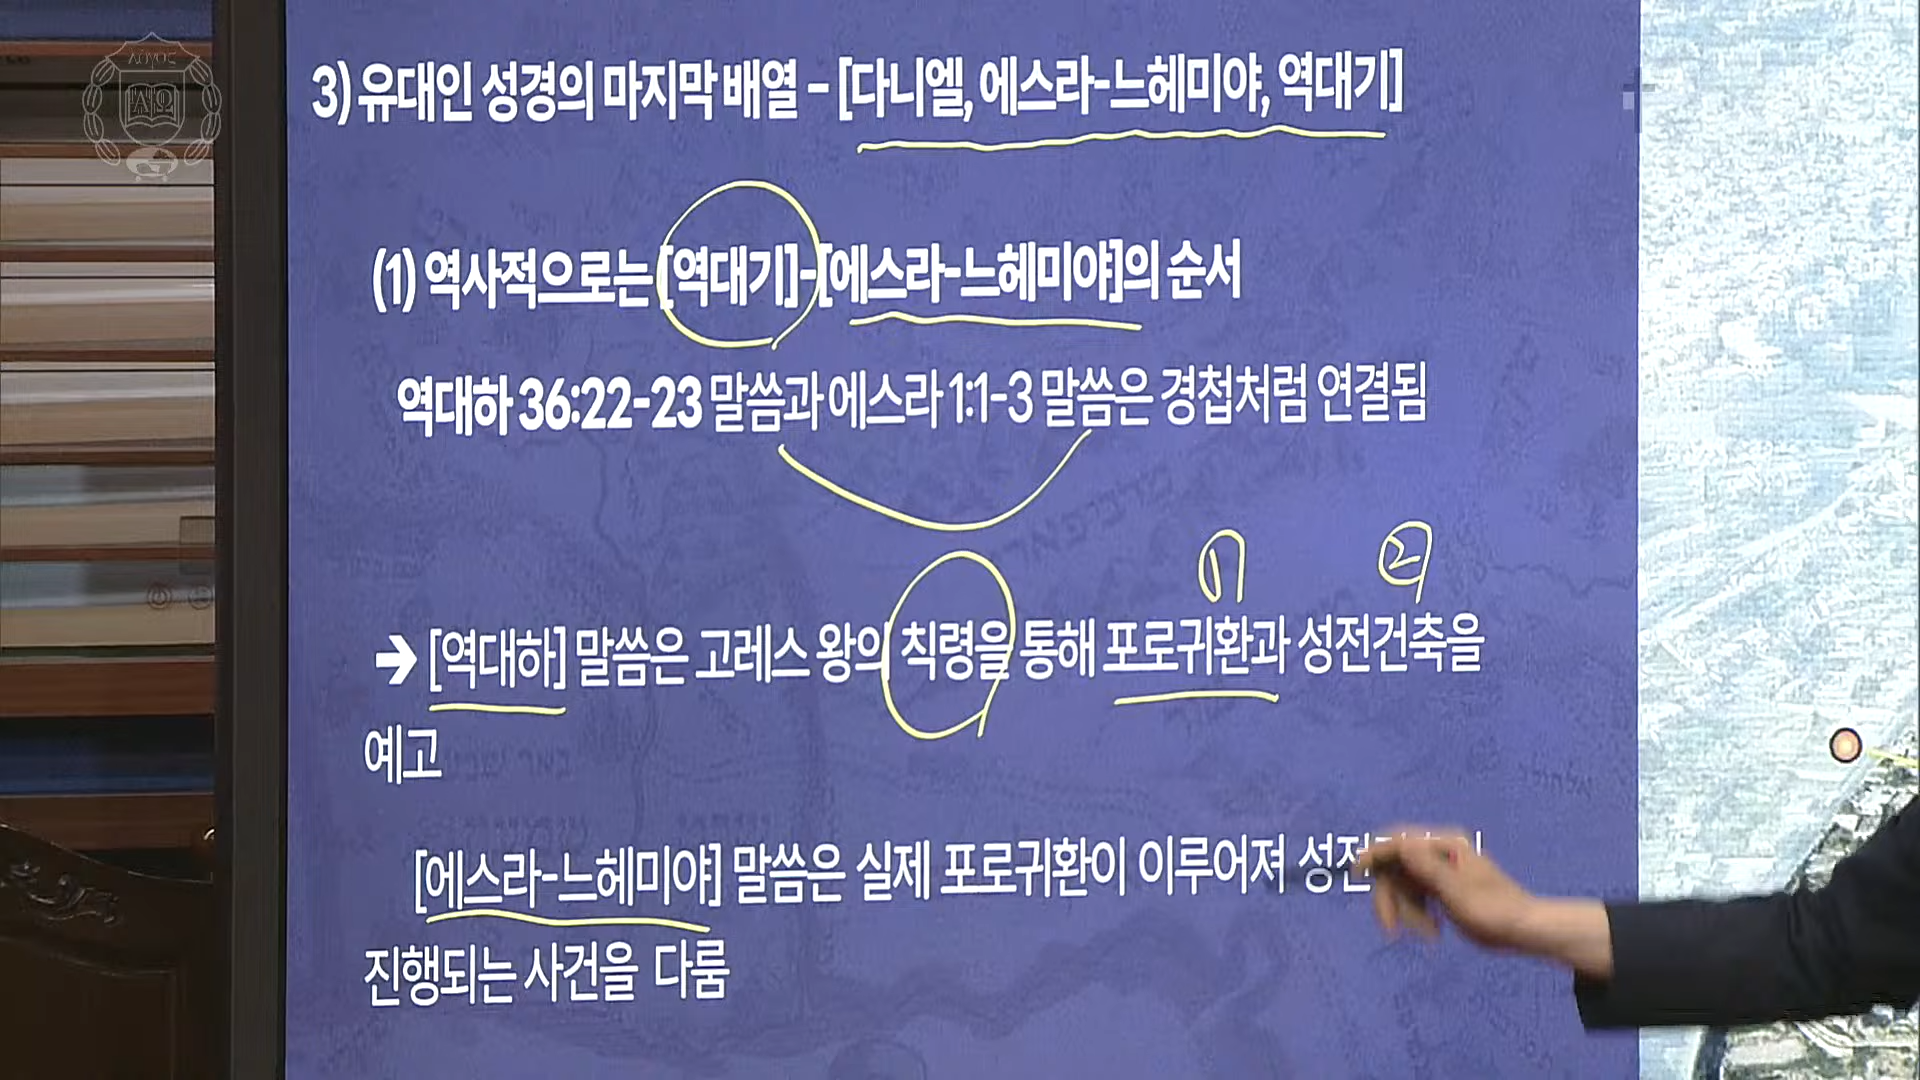 λόγος
ΑΩ
3) 유대인 성경의 마지막 배열 - [다니엘, 에스라-느헤미야, 역대기]
(1) 역사적으로는 [역대기]-[에스라-느헤미야]의 순서
역대하 36:22-23 말씀과 에스라 1:1-3 말씀은 경첩처럼 연결됨
① ②
➔ [역대하] 말씀은 고레스 왕의 칙령을 통해 포로귀환과 성전건축을
예고
[에스라-느헤미야] 말씀은 실제 포로귀환이 이루어져
진행되는 사건을 다룸